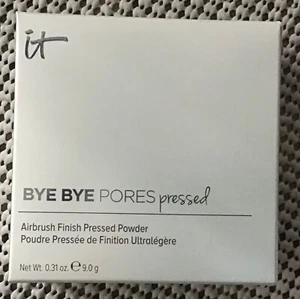 it
BYE BYE PORES pressed
Airbrush Finish Pressed Powder
Poudre Pressée de Finition Ultralégère
Net Wt. 0.31 oz. ℮ 9.0 g